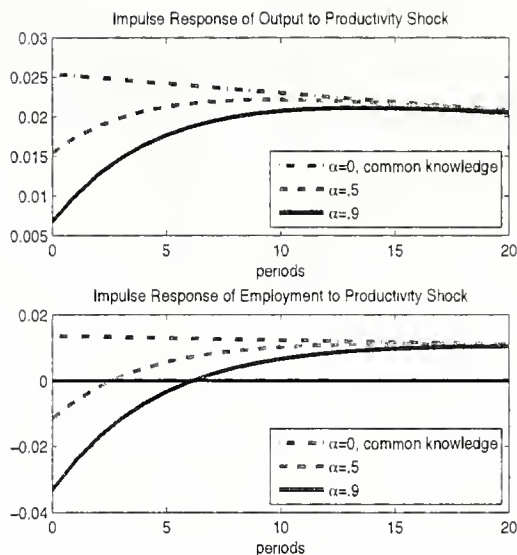 Impulse Response of Output to Productivity Shock
0.03
0.025
0.02
0.015
0.01
0.005
α=0, common knowledge
α=.5
α=.9
0 5 10 15 20
periods
Impulse Response of Employment to Productivity Shock
0.02
0
−0.02
−0.04
α=0, common knowledge
α=.5
α=.9
0 5 10 15 20
periods